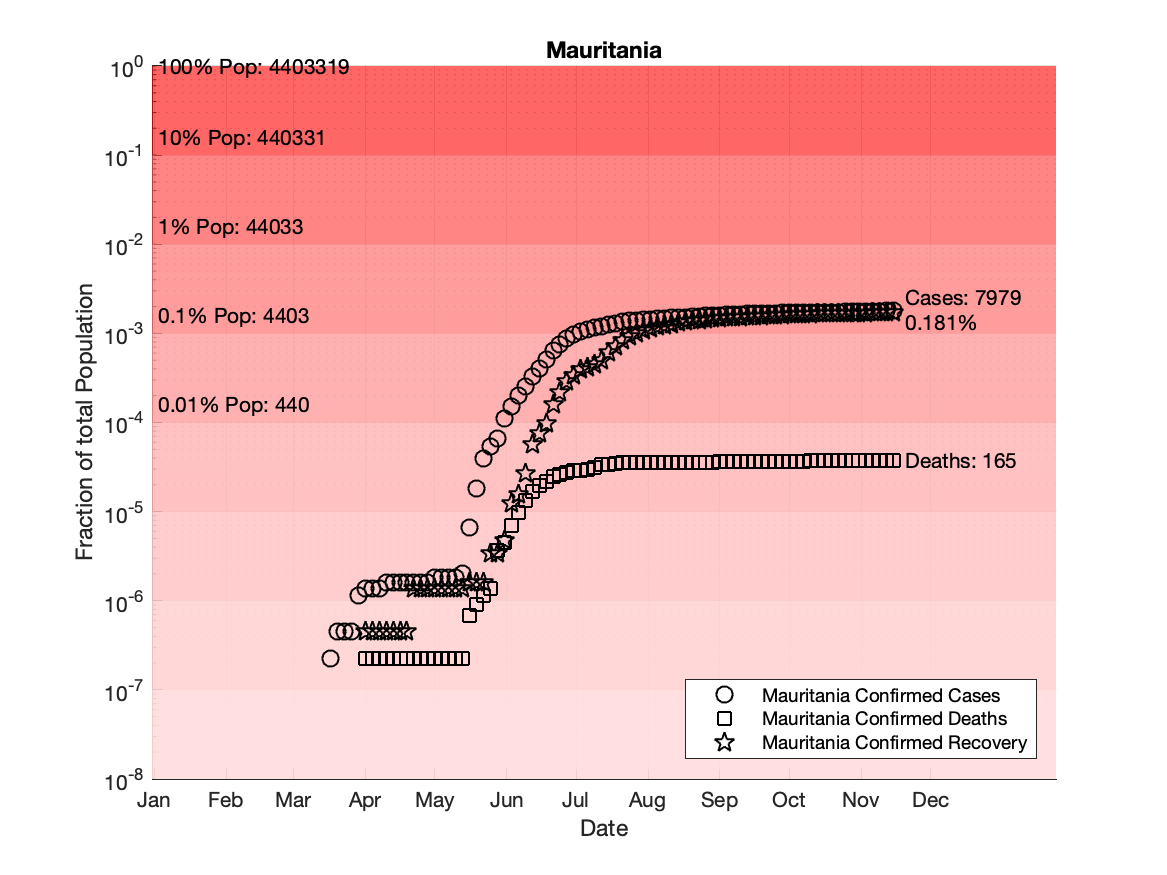 Mauritania
10^0
100% Pop: 4403319
10% Pop: 440331
10^-1
1% Pop: 44033
10^-2
Cases: 7979
0.1% Pop: 4403
0.181%
10^-3
0.01% Pop: 440
10^-4
Deaths: 165
10^-5
10^-6
10^-7
10^-8
Fraction of total Population
Mauritania Confirmed Cases
Mauritania Confirmed Deaths
Mauritania Confirmed Recovery
Jan Feb Mar Apr May Jun Jul Aug Sep Oct Nov Dec
Date